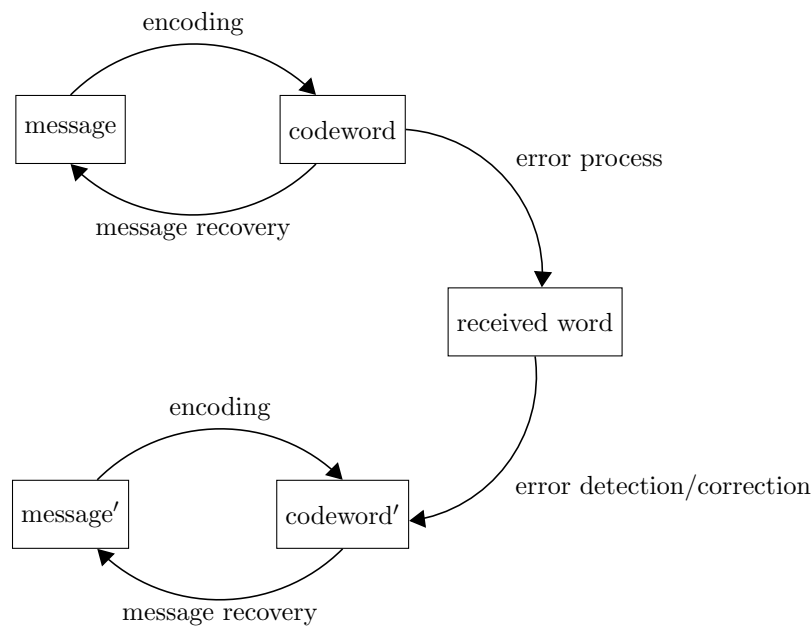 encoding
message
codeword
error process
message recovery
received word
encoding
error detection/correction
message′
codeword′
message recovery